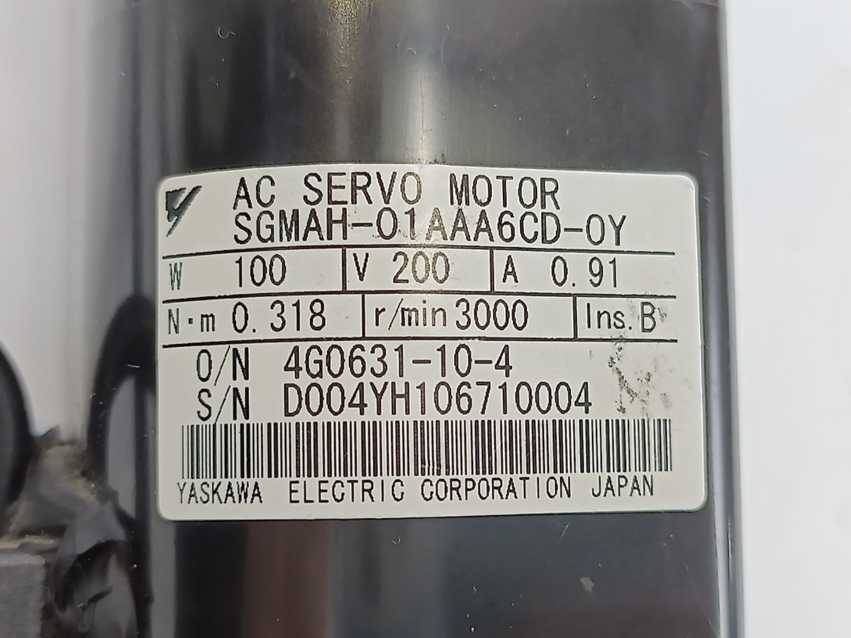 AC SERVO MOTOR
SGMAH-01AAA6CD-0Y
W 100 V 200 A 0.91
N·m 0.318 r/min 3000 Ins. B
O/N 4G0631-10-4
S/N D004YH106710004
YASKAWA ELECTRIC CORPORATION JAPAN